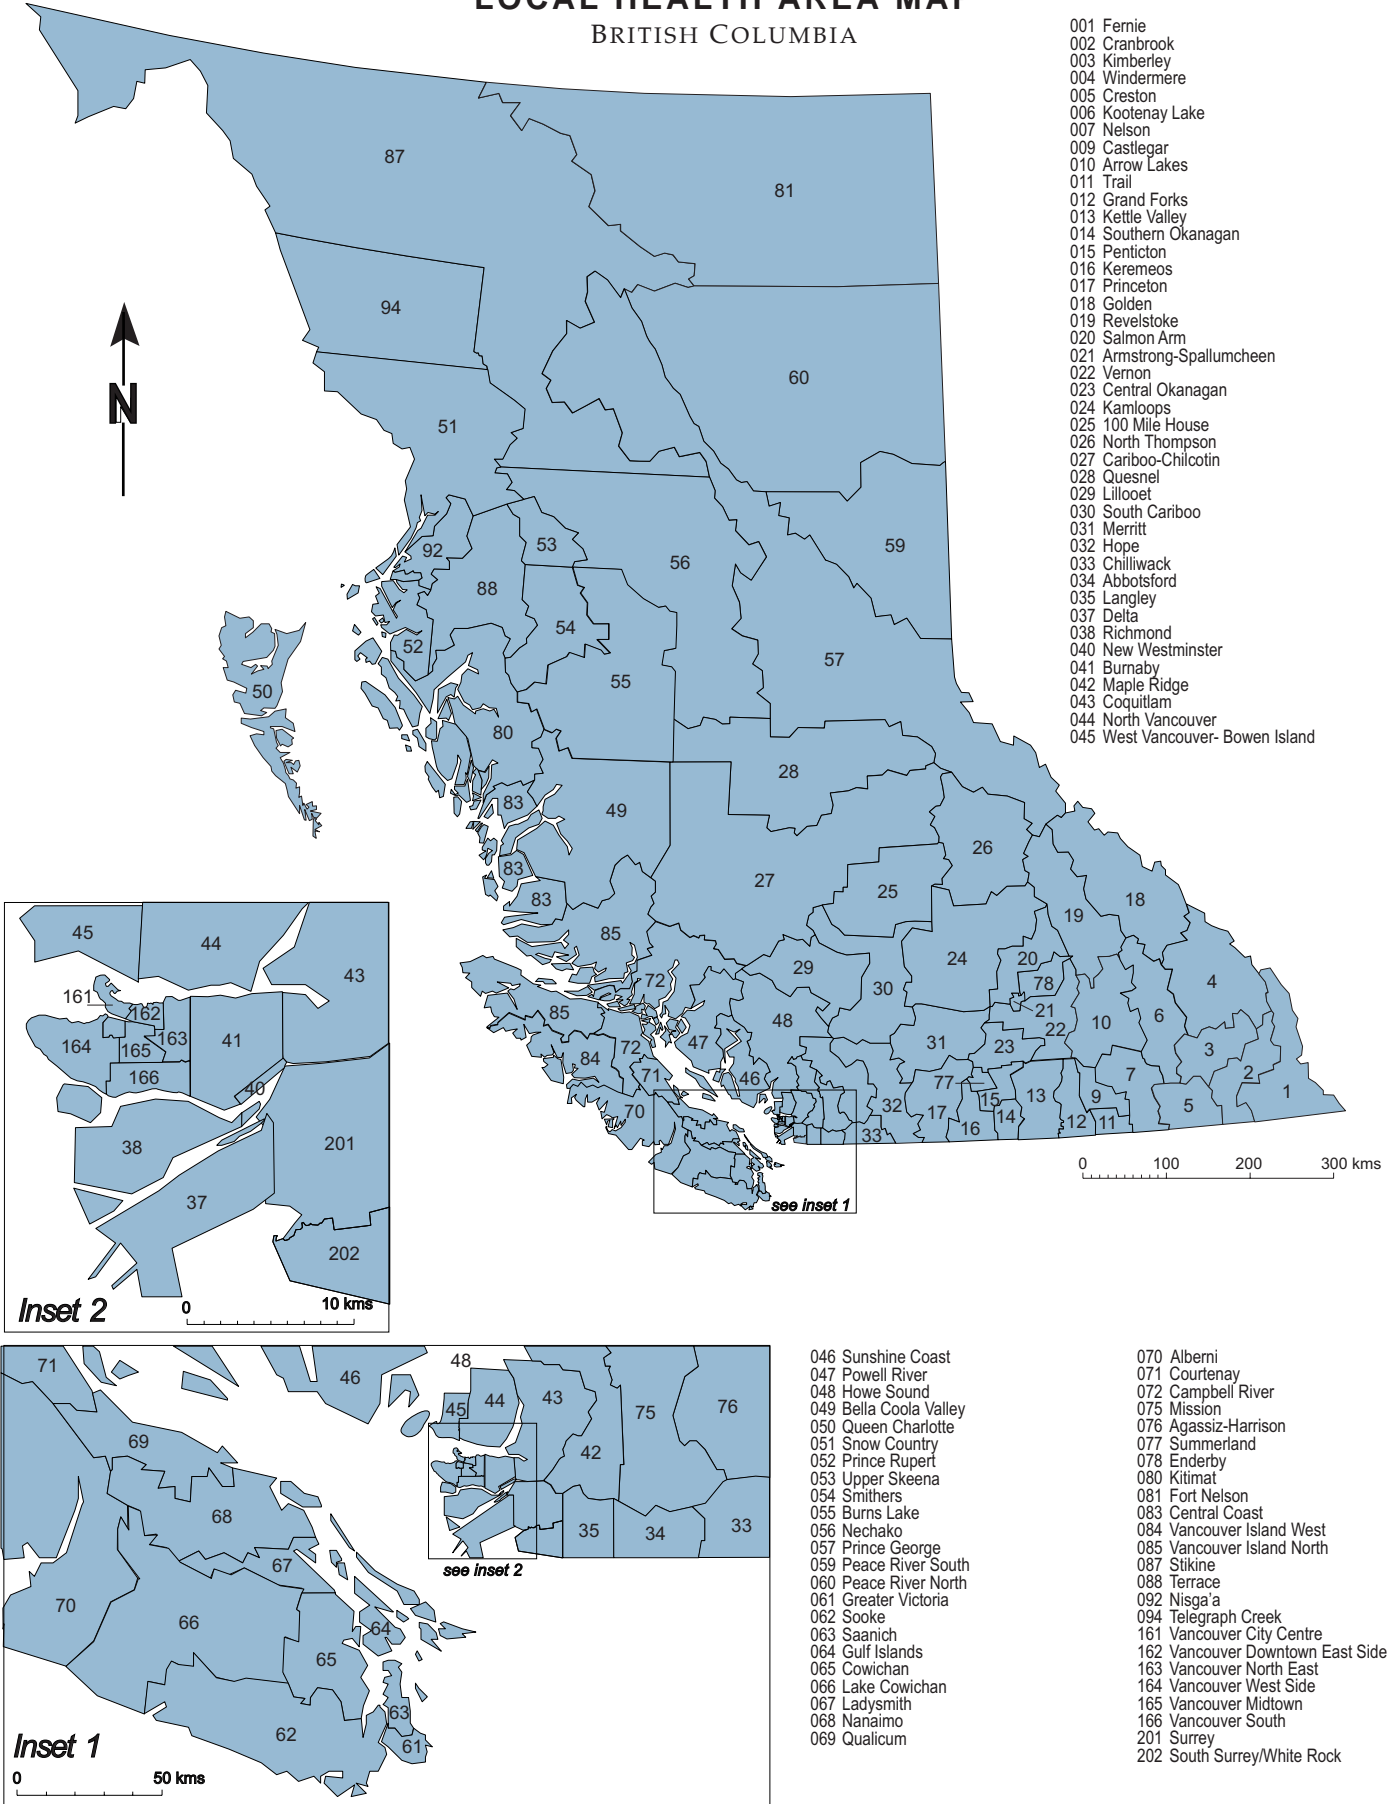 LOCAL HEALTH AREA MAP
BRITISH COLUMBIA
001 Fernie
002 Cranbrook
003 Kimberley
004 Windermere
005 Creston
006 Kootenay Lake
007 Nelson
009 Castlegar
010 Arrow Lakes
011 Trail
012 Grand Forks
013 Kettle Valley
014 Southern Okanagan
015 Penticton
016 Keremeos
017 Princeton
018 Golden
019 Revelstoke
020 Salmon Arm
021 Armstrong-Spallumcheen
022 Vernon
023 Central Okanagan
024 Kamloops
025 100 Mile House
026 North Thompson
027 Cariboo-Chilcotin
028 Quesnel
029 Lillooet
030 South Cariboo
031 Merritt
032 Hope
033 Chilliwack
034 Abbotsford
035 Langley
037 Delta
038 Richmond
040 New Westminster
041 Burnaby
042 Maple Ridge
043 Coquitlam
044 North Vancouver
045 West Vancouver- Bowen Island
87
81
94
N
60
51
92
53
56
59
88
54
52
57
50
55
80
28
83
49
26
83
27
25
83
18
19
85
24
20
29
72
30
78
4
85
21
48
22
10
6
47
72
31
23
3
84
71
46
77
7
2
1
13
9
32
15
5
70
17
14
12
11
16
33
0 100 200 300 kms
see inset 1
45
44
43
161
162
163
41
164
165
166
40
38
201
37
202
Inset 2
0 10 kms
71
48
46
45
44
43
75
76
69
42
68
35
34
33
67
see inset 2
70
66
64
65
63
62
61
Inset 1
0 50 kms
046 Sunshine Coast
047 Powell River
048 Howe Sound
049 Bella Coola Valley
050 Queen Charlotte
051 Snow Country
052 Prince Rupert
053 Upper Skeena
054 Smithers
055 Burns Lake
056 Nechako
057 Prince George
059 Peace River South
060 Peace River North
061 Greater Victoria
062 Sooke
063 Saanich
064 Gulf Islands
065 Cowichan
066 Lake Cowichan
067 Ladysmith
068 Nanaimo
069 Qualicum
070 Alberni
071 Courtenay
072 Campbell River
075 Mission
076 Agassiz-Harrison
077 Summerland
078 Enderby
080 Kitimat
081 Fort Nelson
083 Central Coast
084 Vancouver Island West
085 Vancouver Island North
087 Stikine
088 Terrace
092 Nisga'a
094 Telegraph Creek
161 Vancouver City Centre
162 Vancouver Downtown East Side
163 Vancouver North East
164 Vancouver West Side
165 Vancouver Midtown
166 Vancouver South
201 Surrey
202 South Surrey/White Rock